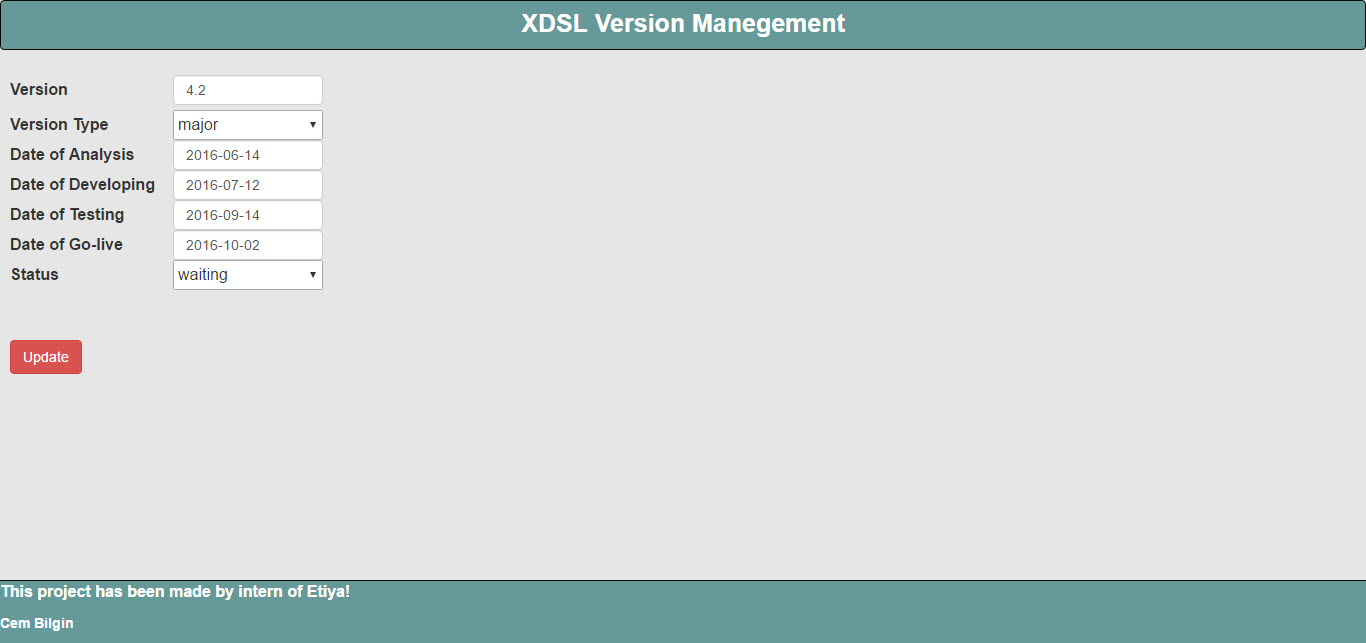 XDSL Version Manegement
Version 4.2
Version Type major
Date of Analysis 2016-06-14
Date of Developing 2016-07-12
Date of Testing 2016-09-14
Date of Go-live 2016-10-02
Status waiting
Update
This project has been made by intern of Etiya!
Cem Bilgin